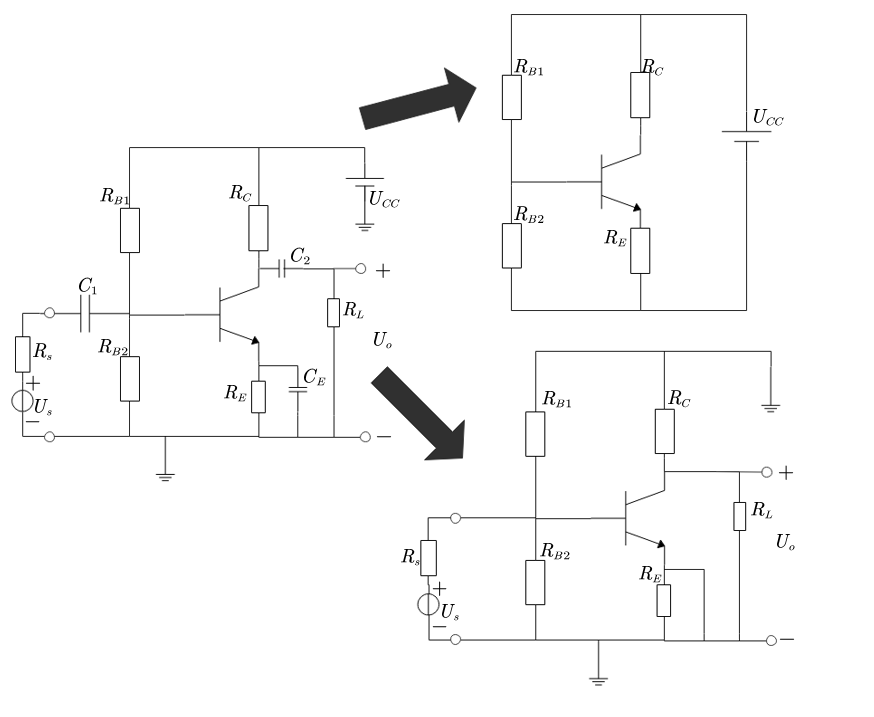 R_{B1}
R_C
U_{CC}
R_{B2}
R_E
R_{B1}
R_C
U_{CC}
C_2
+
C_1
R_L
U_o
R_{B2}
R_s
+
U_s
−
R_E
C_E
−
R_{B1}
R_C
+
R_L
U_o
R_{B2}
R_s
+
U_s
−
R_E
−